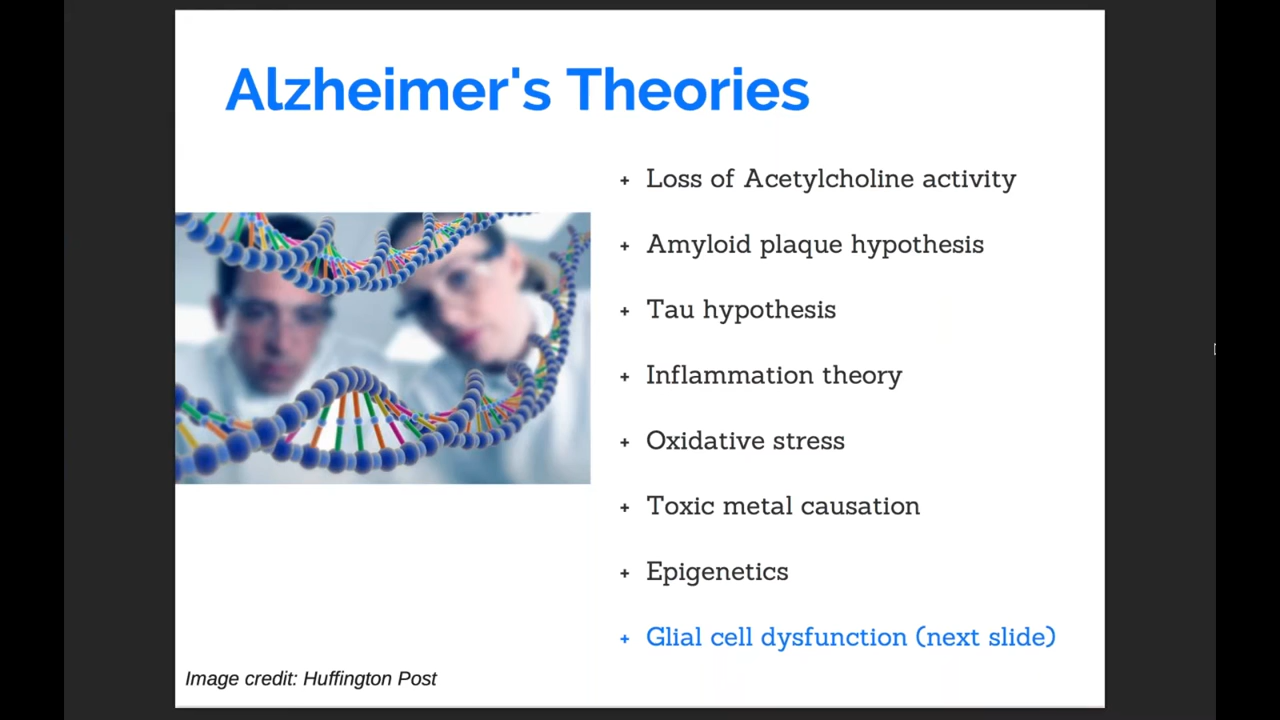 Alzheimer's Theories
+ Loss of Acetylcholine activity
+ Amyloid plaque hypothesis
+ Tau hypothesis
+ Inflammation theory
+ Oxidative stress
+ Toxic metal causation
+ Epigenetics
+ Glial cell dysfunction (next slide)
Image credit: Huffington Post